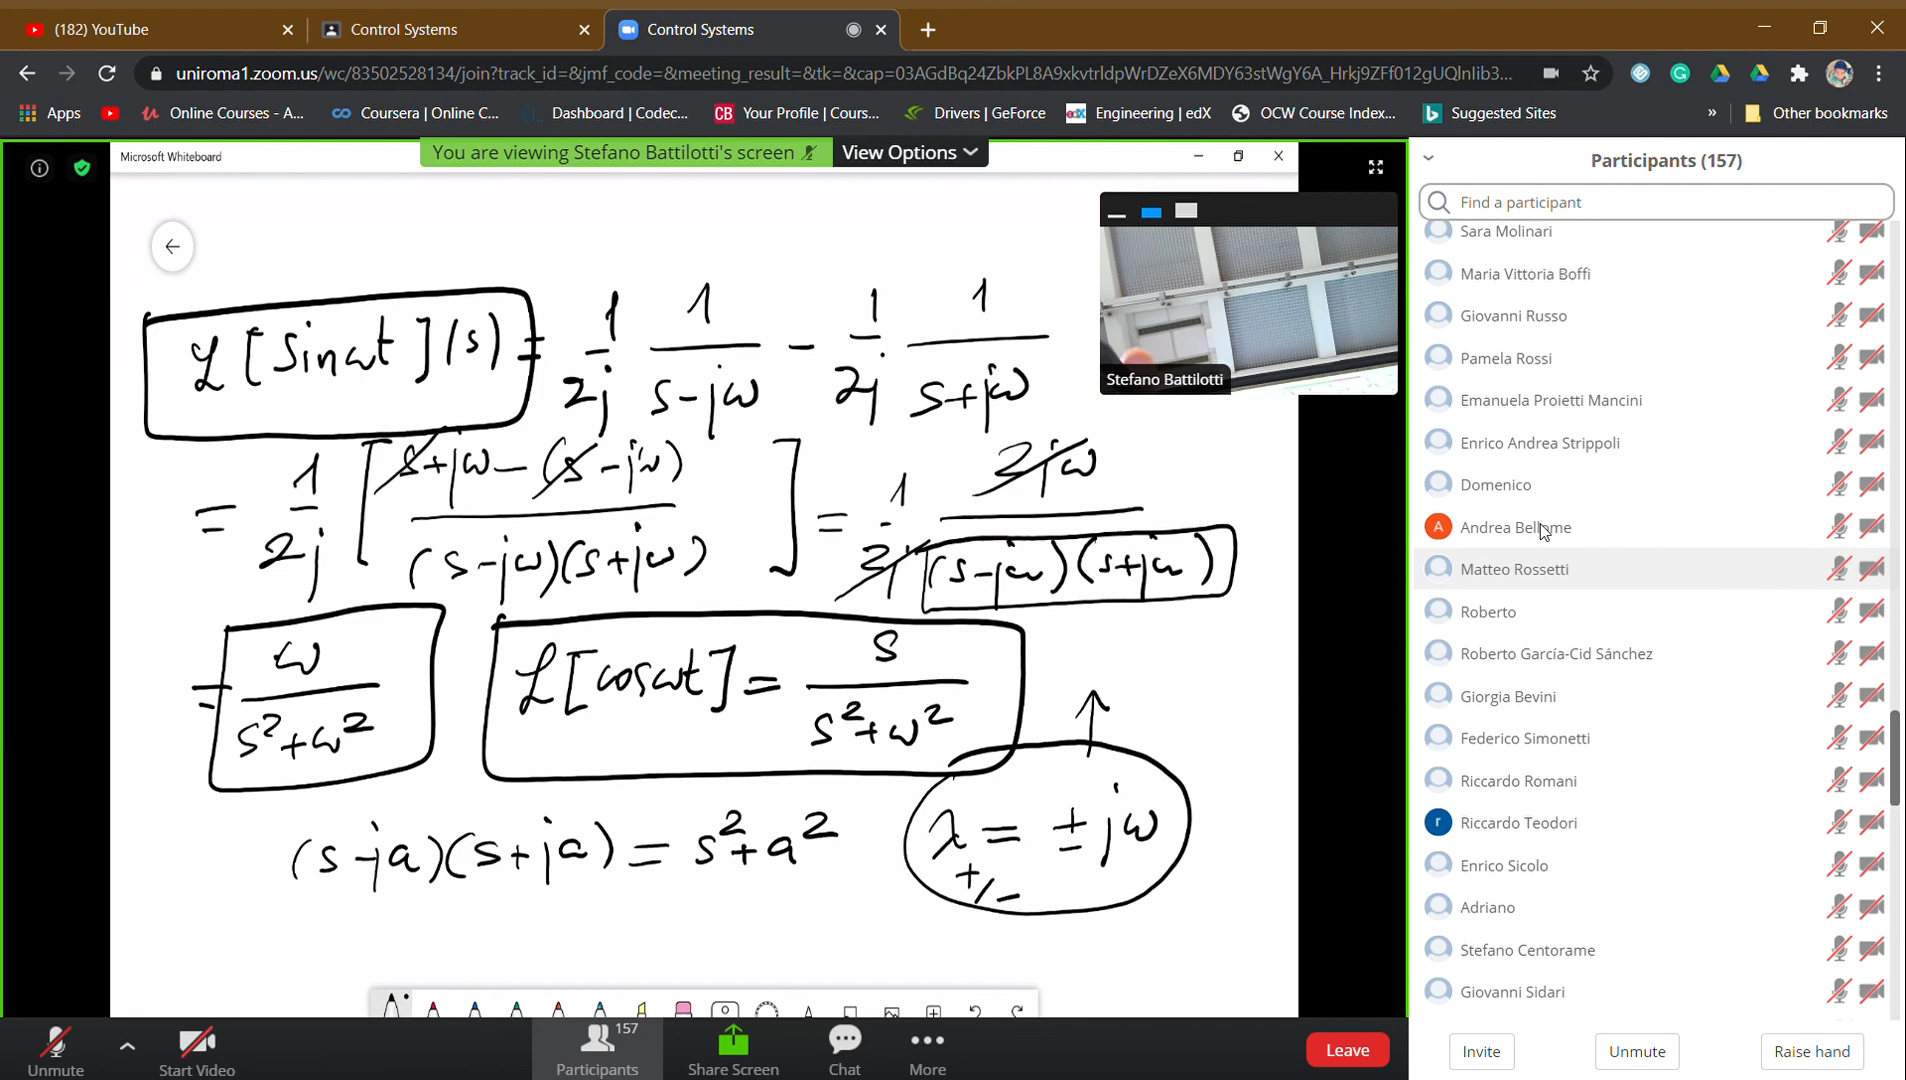 (182) YouTube
Control Systems
Control Systems
uniroma1.zoom.us/wc/83502528134/join?track_id=&jmf_code=&meeting_result=&tk=&cap=03AGdBq24ZbkPL8A9xkvtrldpWrDZeX6MDY63stWgY6A_Hrkj9ZFf012gUQlnIib3...
Apps
Online Courses - A...
Coursera | Online C...
Dashboard | Codec...
CB Your Profile | Cours...
Drivers | GeForce
edX Engineering | edX
OCW Course Index...
Suggested Sites
»
Other bookmarks
Microsoft Whiteboard
You are viewing Stefano Battilotti's screen
View Options
Stefano Battilotti
ℒ[sinωt](s) = 1/2j 1/(s-jω) - 1/2j 1/(s+jω)
= 1/2j [ (s+jω-(s-jω)) / ((s-jω)(s+jω)) ] = 1/2j 2jω/((s-jω)(s+jω))
= ω/(s²+ω²)
ℒ[cosωt] = s/(s²+ω²)
(s-ja)(s+ja) = s²+a²
λ+/- = ±jω
Participants (157)
Find a participant
Sara Molinari
Maria Vittoria Boffi
Giovanni Russo
Pamela Rossi
Emanuela Proietti Mancini
Enrico Andrea Strippoli
Domenico
A Andrea Bellome
Matteo Rossetti
Roberto
Roberto García-Cid Sánchez
Giorgia Bevini
Federico Simonetti
Riccardo Romani
r Riccardo Teodori
Enrico Sicolo
Adriano
Stefano Centorame
Giovanni Sidari
Invite
Unmute
Raise hand
Unmute
Start Video
157
Participants
Share Screen
Chat
More
Leave